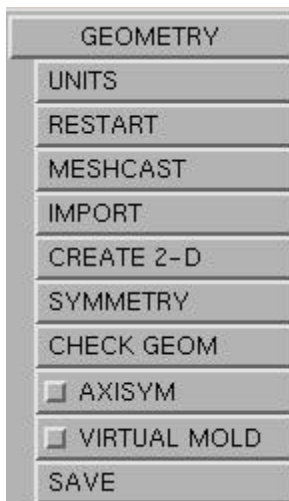 GEOMETRY
UNITS
RESTART
MESHCAST
IMPORT
CREATE 2-D
SYMMETRY
CHECK GEOM
AXISYM
VIRTUAL MOLD
SAVE